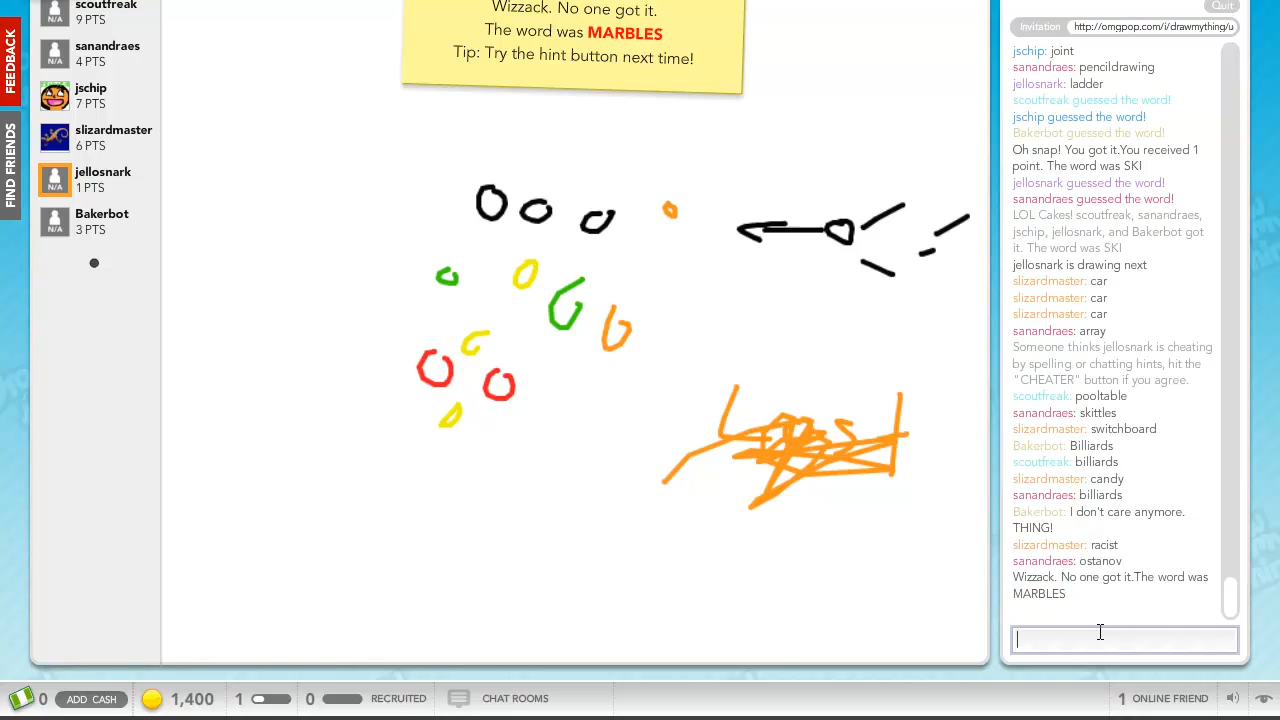 FEEDBACK
FIND FRIENDS
scoutfreak
N/A
9 PTS
sanandraes
N/A
4 PTS
jschip
7 PTS
slizardmaster
6 PTS
jellosnark
N/A
1 PTS
Bakerbot
N/A
3 PTS
Wizzack. No one got it.
The word was MARBLES
Tip: Try the hint button next time!
Quit
Invitation http://omgpop.com/i/drawmything/u
jschip: joint
sanandraes: pencildrawing
jellosnark: ladder
scoutfreak guessed the word!
jschip guessed the word!
Bakerbot guessed the word!
Oh snap! You got it.You received 1
point. The word was SKI
jellosnark guessed the word!
sanandraes guessed the word!
LOL Cakes! scoutfreak, sanandraes,
jschip, jellosnark, and Bakerbot got
it. The word was SKI
jellosnark is drawing next
slizardmaster: car
slizardmaster: car
slizardmaster: car
sanandraes: array
Someone thinks jellosnark is cheating
by spelling or chatting hints, hit the
"CHEATER" button if you agree.
scoutfreak: pooltable
sanandraes: skittles
slizardmaster: switchboard
Bakerbot: Billiards
scoutfreak: billiards
slizardmaster: candy
sanandraes: billiards
Bakerbot: I don't care anymore.
THING!
slizardmaster: racist
sanandraes: ostanov
Wizzack. No one got it.The word was
MARBLES
0 ADD CASH 1,400 1 0 RECRUITED CHAT ROOMS 1 ONLINE FRIEND